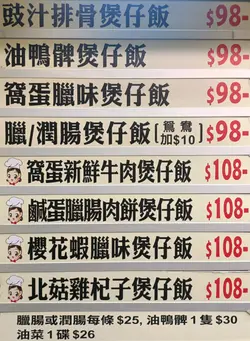 豉汁排骨煲仔飯 $98-
油鴨髀煲仔飯 $98-
窩蛋臘味煲仔飯 $98-
臘/潤腸煲仔飯(鴛鴦加$10) $98-
窩蛋新鮮牛肉煲仔飯 $108-
鹹蛋臘腸肉餅煲仔飯 $108-
櫻花蝦臘味煲仔飯 $108-
北菇雞杞子煲仔飯 $108-
臘腸或潤腸每條 $25, 油鴨髀1隻 $30
油菜1碟 $26